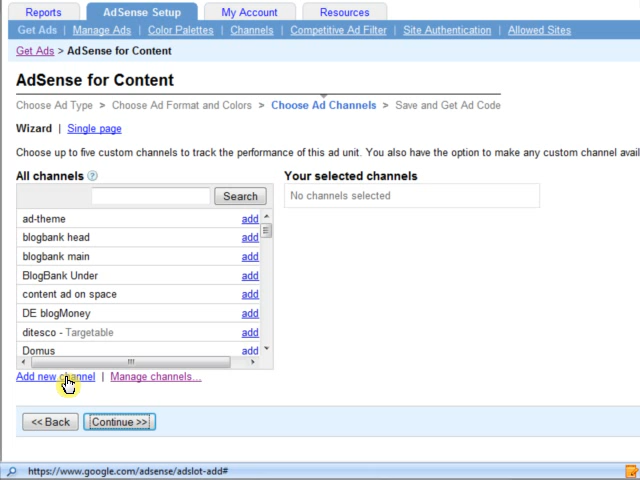 Reports AdSense Setup My Account Resources
Get Ads | Manage Ads | Color Palettes | Channels | Competitive Ad Filter | Site Authentication | Allowed Sites
Get Ads > AdSense for Content
AdSense for Content
Choose Ad Type > Choose Ad Format and Colors > Choose Ad Channels > Save and Get Ad Code
Wizard | Single page
Choose up to five custom channels to track the performance of this ad unit. You also have the option to make any custom channel avail
All channels ? Your selected channels
Search No channels selected
ad-theme add
blogbank head add
blogbank main add
BlogBank Under add
content ad on space add
DE blogMoney add
ditesco - Targetable add
Domus add
Add new channel | Manage channels...
<< Back Continue >>
https://www.google.com/adsense/adslot-add#